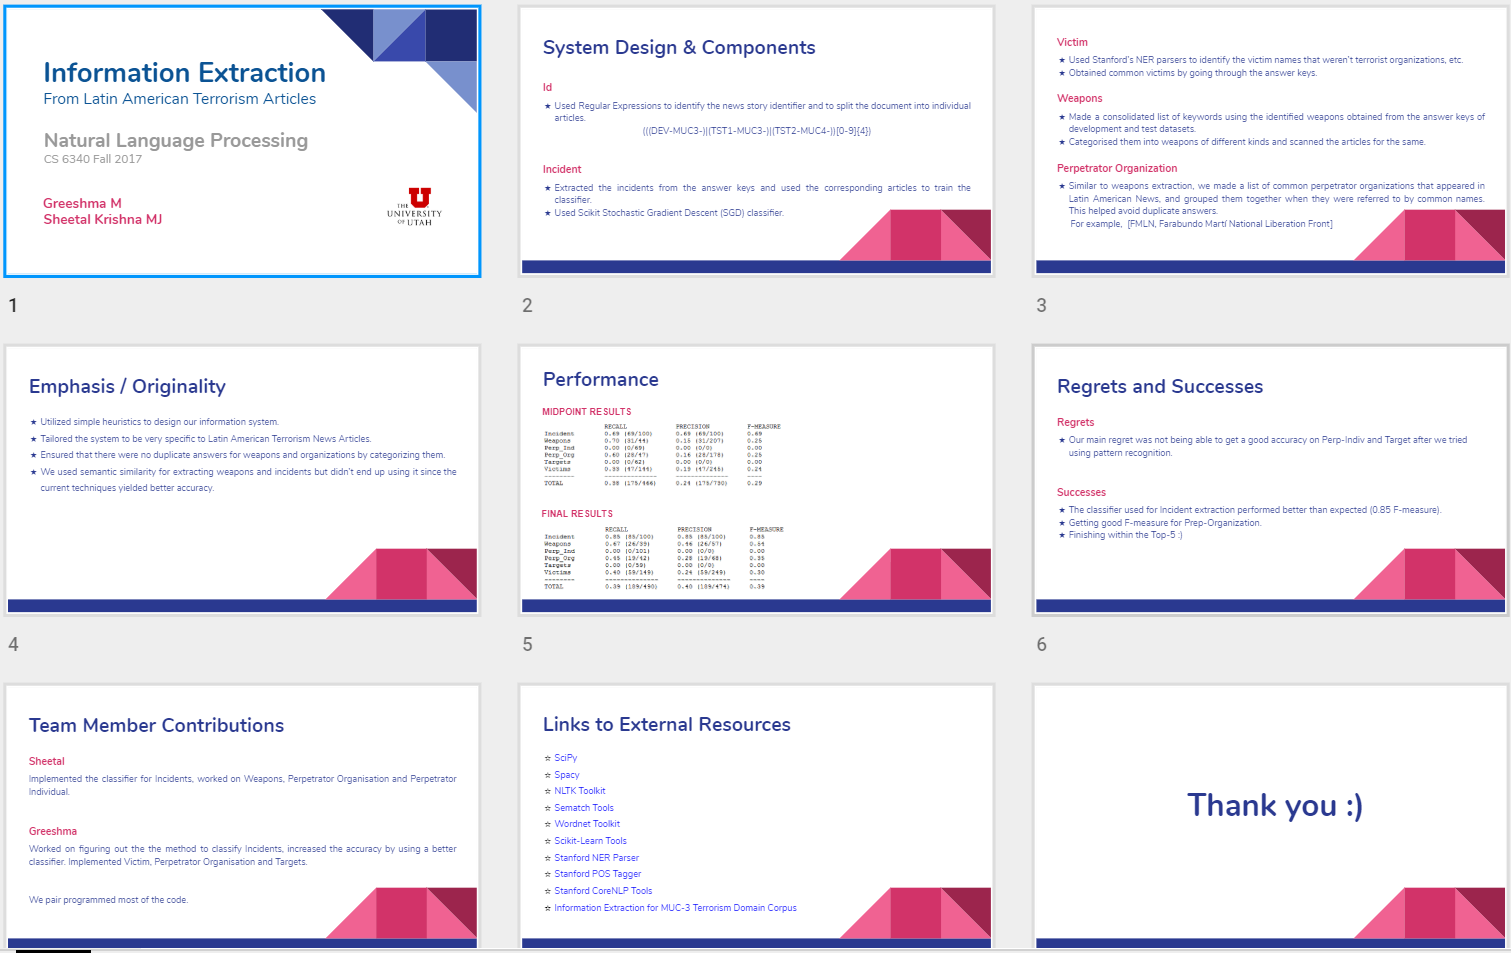 Information Extraction
From Latin American Terrorism Articles
Natural Language Processing
CS 6340 Fall 2017
Greeshma M
Sheetal Krishna MJ
THE
U
UNIVERSITY
OF UTAH
1
System Design & Components
Id
★ Used Regular Expressions to identify the news story identifier and to split the document into individual
articles.
(((DEV-MUC3-)|(TST1-MUC3-)|(TST2-MUC4-))[0-9]{4})
Incident
★ Extracted the incidents from the answer keys and used the corresponding articles to train the
classifier.
★ Used Scikit Stochastic Gradient Descent (SGD) classifier.
2
Victim
★ Used Stanford's NER parsers to identify the victim names that weren't terrorist organizations, etc.
★ Obtained common victims by going through the answer keys.
Weapons
★ Made a consolidated list of keywords using the identified weapons obtained from the answer keys of
development and test datasets.
★ Categorised them into weapons of different kinds and scanned the articles for the same.
Perpetrator Organization
★ Similar to weapons extraction, we made a list of common perpetrator organizations that appeared in
Latin American News, and grouped them together when they were referred to by common names.
This helped avoid duplicate answers.
For example, [FMLN, Farabundo Martí National Liberation Front]
3
Emphasis / Originality
★ Utilized simple heuristics to design our information system.
★ Tailored the system to be very specific to Latin American Terrorism News Articles.
★ Ensured that there were no duplicate answers for weapons and organizations by categorizing them.
★ We used semantic similarity for extracting weapons and incidents but didn't end up using it since the
current techniques yielded better accuracy.
4
Performance
MIDPOINT RESULTS
RECALL PRECISION F-MEASURE
Incident 0.69 (69/100) 0.69 (69/100) 0.69
Weapons 0.70 (31/44) 0.15 (31/207) 0.25
Perp_Ind 0.00 (0/69) 0.00 (0/0) 0.00
Perp_Org 0.60 (28/47) 0.16 (28/178) 0.25
Targets 0.00 (0/62) 0.00 (0/0) 0.00
Victims 0.33 (47/144) 0.19 (47/245) 0.24
-------- -------------- -------------- ----
TOTAL 0.38 (175/466) 0.24 (175/730) 0.29
FINAL RESULTS
RECALL PRECISION F-MEASURE
Incident 0.85 (85/100) 0.85 (85/100) 0.85
Weapons 0.67 (26/39) 0.46 (26/57) 0.54
Perp_Ind 0.00 (0/101) 0.00 (0/0) 0.00
Perp_Org 0.45 (19/42) 0.28 (19/68) 0.35
Targets 0.00 (0/59) 0.00 (0/0) 0.00
Victims 0.40 (59/149) 0.24 (59/249) 0.30
-------- -------------- -------------- ----
TOTAL 0.39 (189/490) 0.40 (189/474) 0.39
5
Regrets and Successes
Regrets
★ Our main regret was not being able to get a good accuracy on Perp-Indiv and Target after we tried
using pattern recognition.
Successes
★ The classifier used for Incident extraction performed better than expected (0.85 F-measure).
★ Getting good F-measure for Prep-Organization.
★ Finishing within the Top-5 :)
6
Team Member Contributions
Sheetal
Implemented the classifier for Incidents, worked on Weapons, Perpetrator Organisation and Perpetrator
Individual.
Greeshma
Worked on figuring out the the method to classify Incidents, increased the accuracy by using a better
classifier. Implemented Victim, Perpetrator Organisation and Targets.
We pair programmed most of the code.
Links to External Resources
☆ SciPy
☆ Spacy
☆ NLTK Toolkit
☆ Sematch Tools
☆ Wordnet Toolkit
☆ Scikit-Learn Tools
☆ Stanford NER Parser
☆ Stanford POS Tagger
☆ Stanford CoreNLP Tools
☆ Information Extraction for MUC-3 Terrorism Domain Corpus
Thank you :)